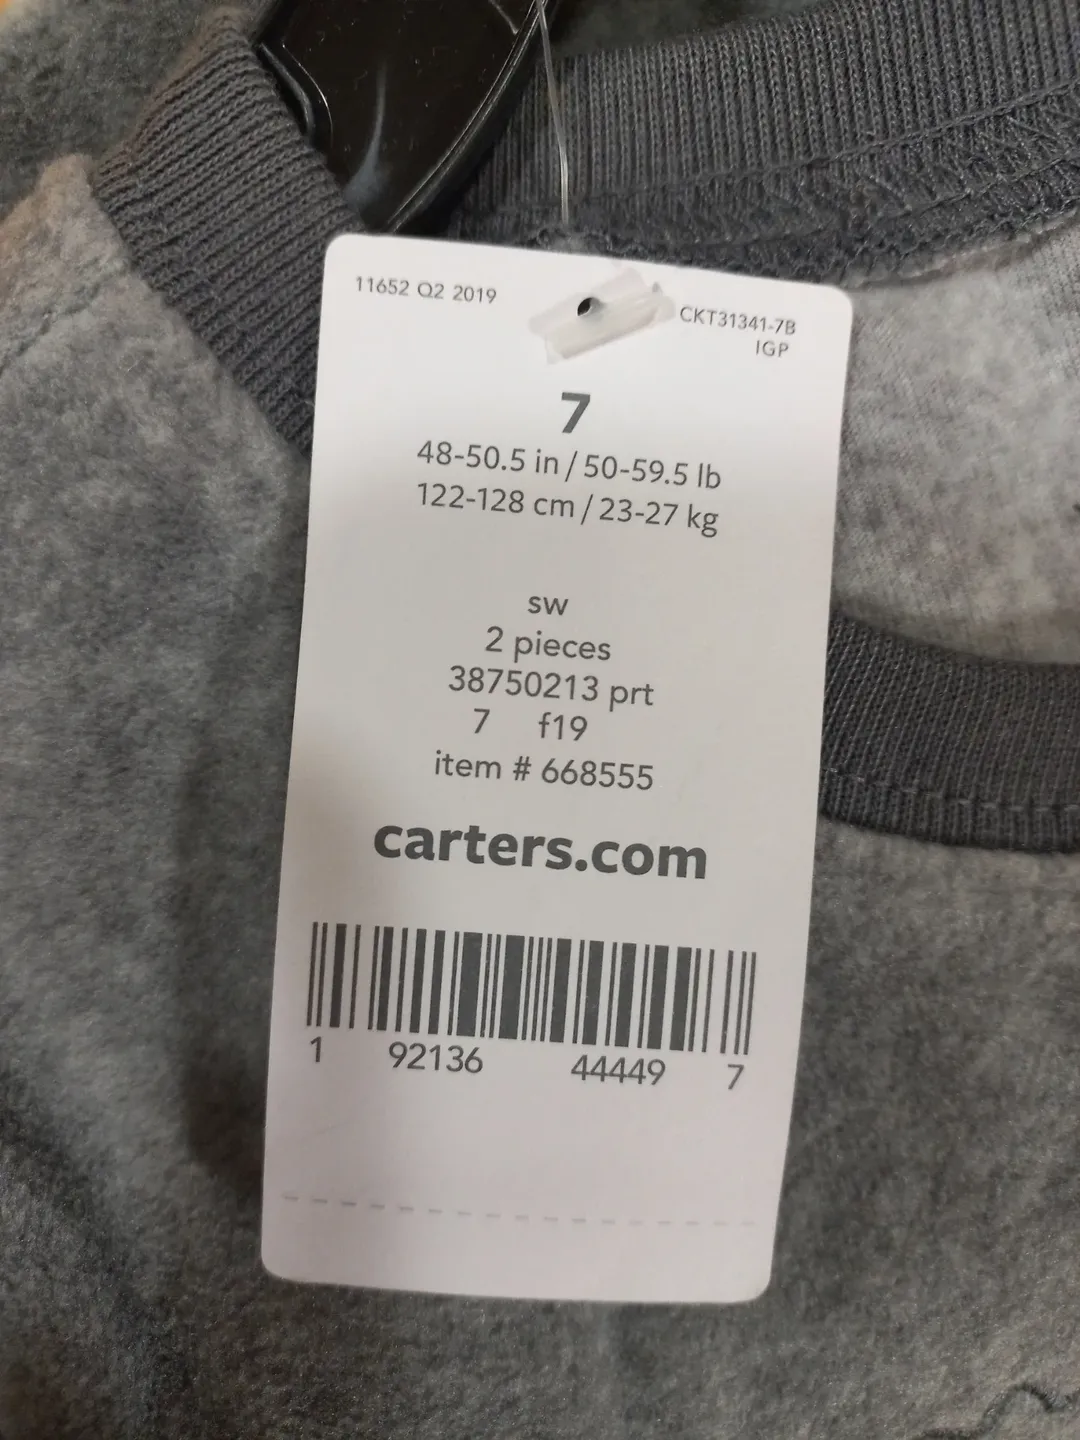 11652 Q2 2019
CKT31341-7B
IGP
7
48-50.5 in / 50-59.5 lb
122-128 cm / 23-27 kg
sw
2 pieces
38750213 prt
7 f19
item # 668555
carters.com
1 92136 44449 7